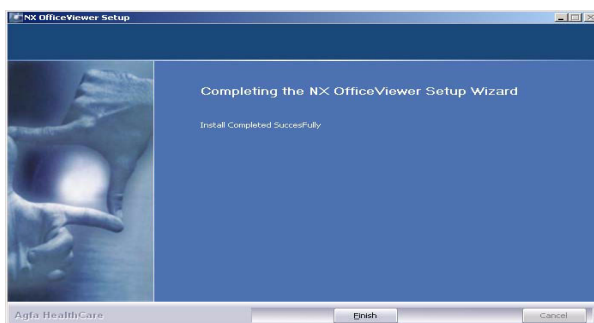 NX OfficeViewer Setup
Completing the NX OfficeViewer Setup Wizard
Install Completed SuccesFully
Agfa HealthCare
Finish
Cancel